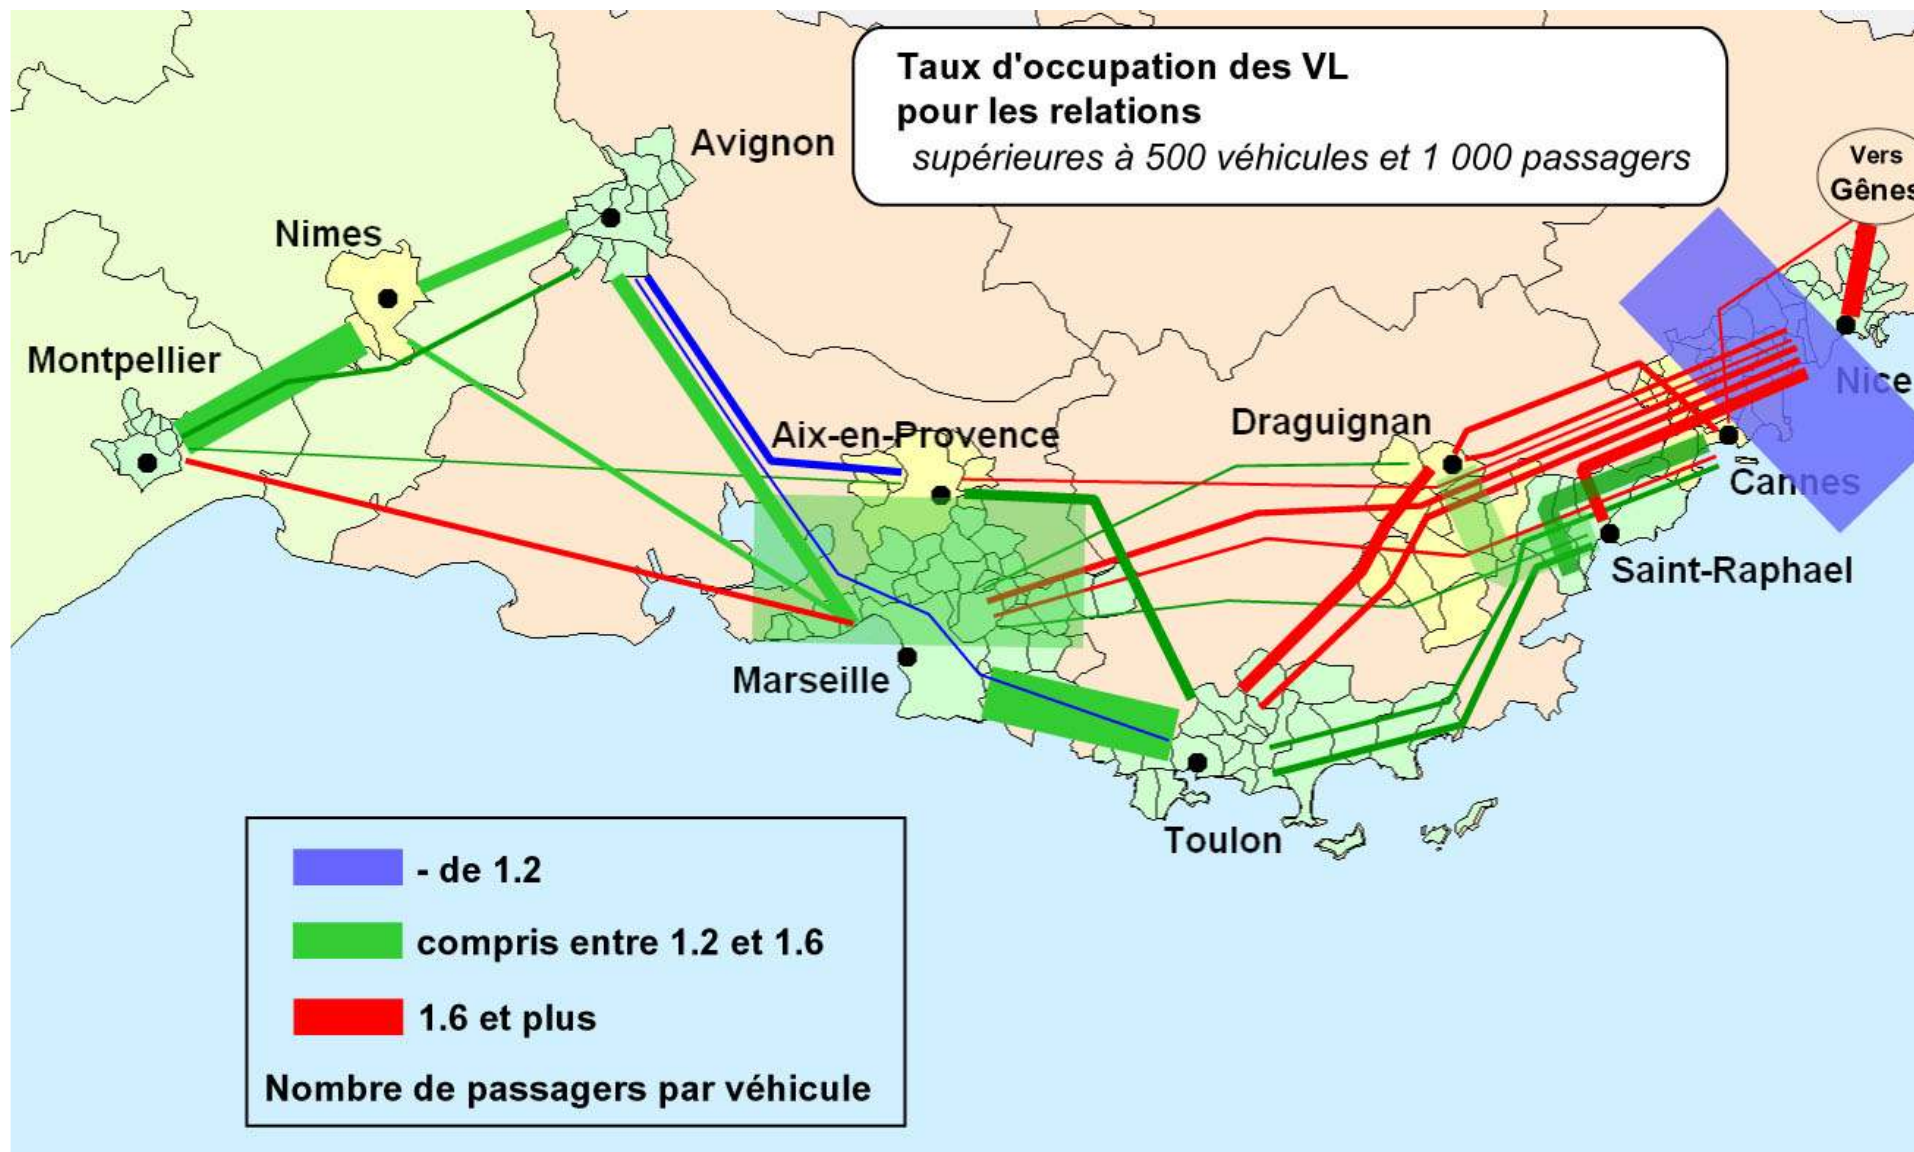 Taux d'occupation des VL
pour les relations
supérieures à 500 véhicules et 1 000 passagers
Avignon
Vers
Gênes
Nimes
Montpellier
Nice
Aix-en-Provence
Draguignan
Cannes
Saint-Raphael
Marseille
Toulon
- de 1.2
compris entre 1.2 et 1.6
1.6 et plus
Nombre de passagers par véhicule